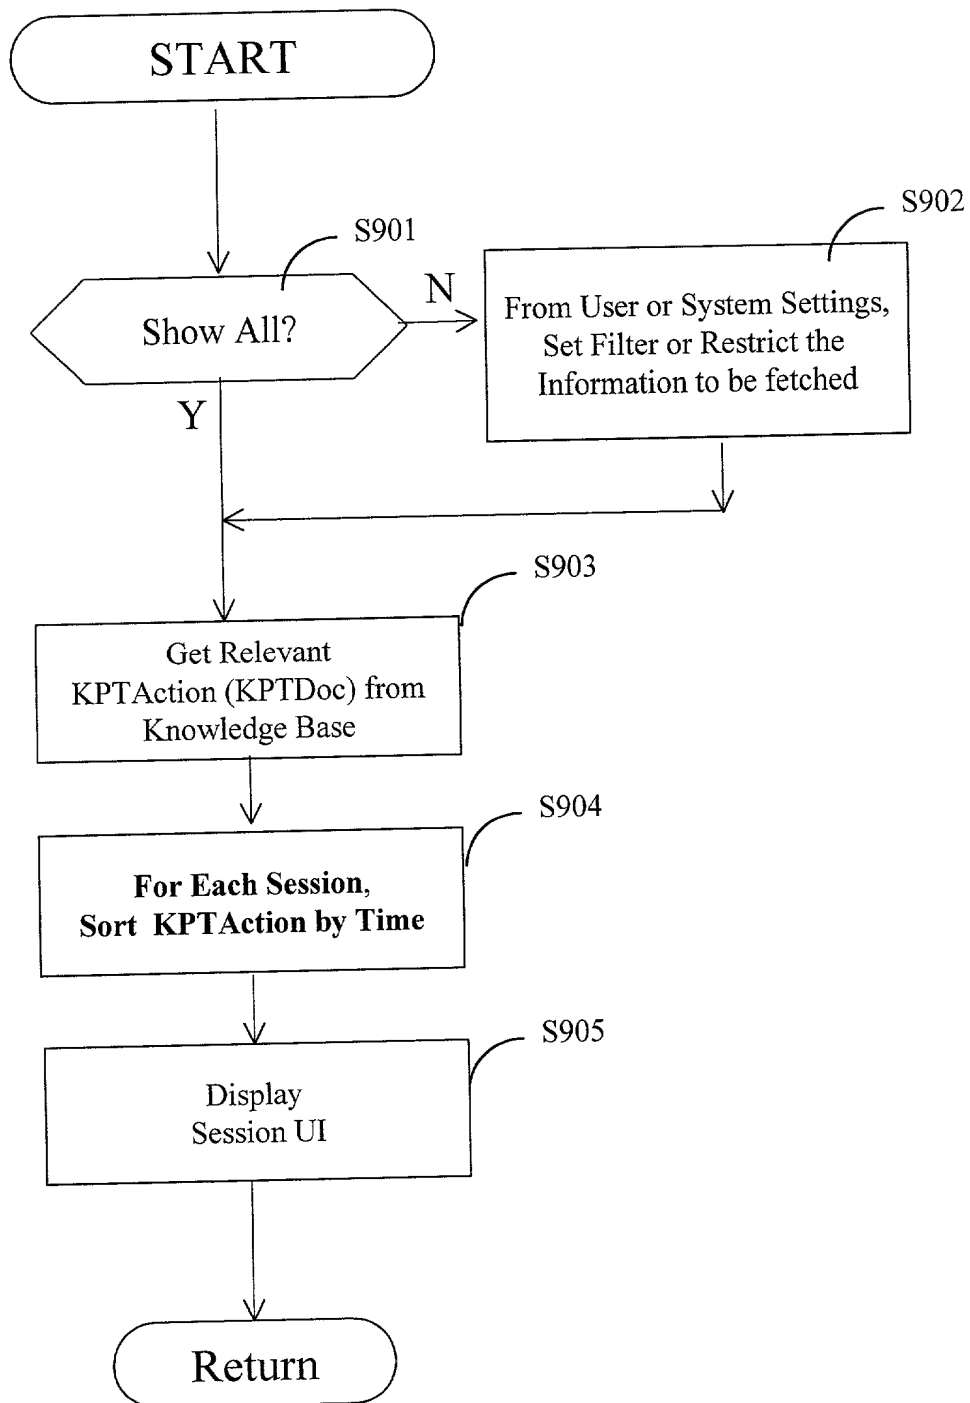 START
S901
S902
Show All?
N
From User or System Settings,
Set Filter or Restrict the
Information to be fetched
Y
S903
Get Relevant
KPTAction (KPTDoc) from
Knowledge Base
S904
For Each Session,
Sort KPTAction by Time
S905
Display
Session UI
Return